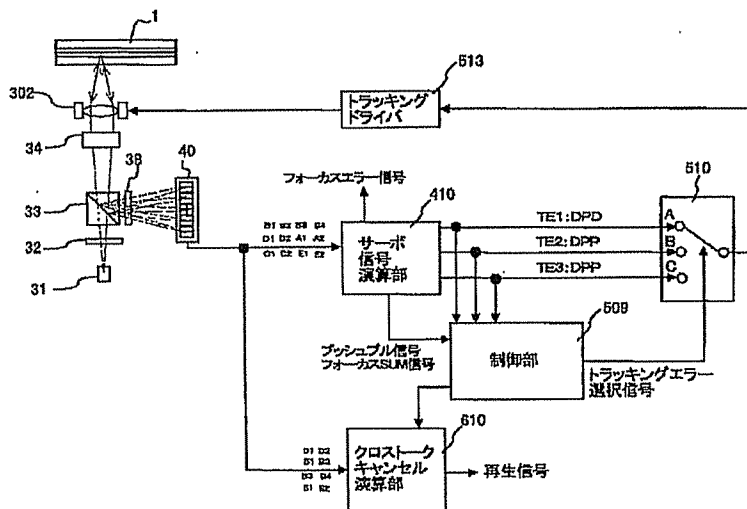 1
513
302
トラッキング
ドライバ
34
38
40
フォーカスエラー信号
410
510
33
TE1:DPD
A
サーボ
信号
演算部
TE2:DPP
B
32
TE3:DPP
C
31
509
プッシュプル信号
フォーカスSUM信号
制御部
トラッキングエラー
選択信号
610
クロストーク
キャンセル
演算部
再生信号